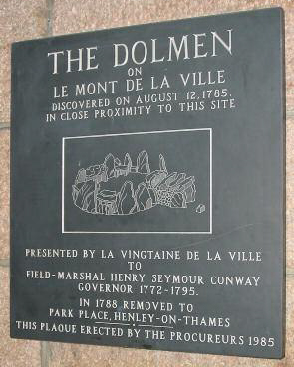 THE DOLMEN
ON
LE MONT DE LA VILLE
DISCOVERED ON AUGUST 12, 1785.
IN CLOSE PROXIMITY TO THIS SITE
PRESENTED BY LA VINGTAINE DE LA VILLE
TO
FIELD-MARSHAL HENRY SEYMOUR CONWAY
GOVERNOR 1772-1795.
IN 1788 REMOVED TO
PARK PLACE, HENLEY-ON-THAMES
THIS PLAQUE ERECTED BY THE PROCUREURS 1985